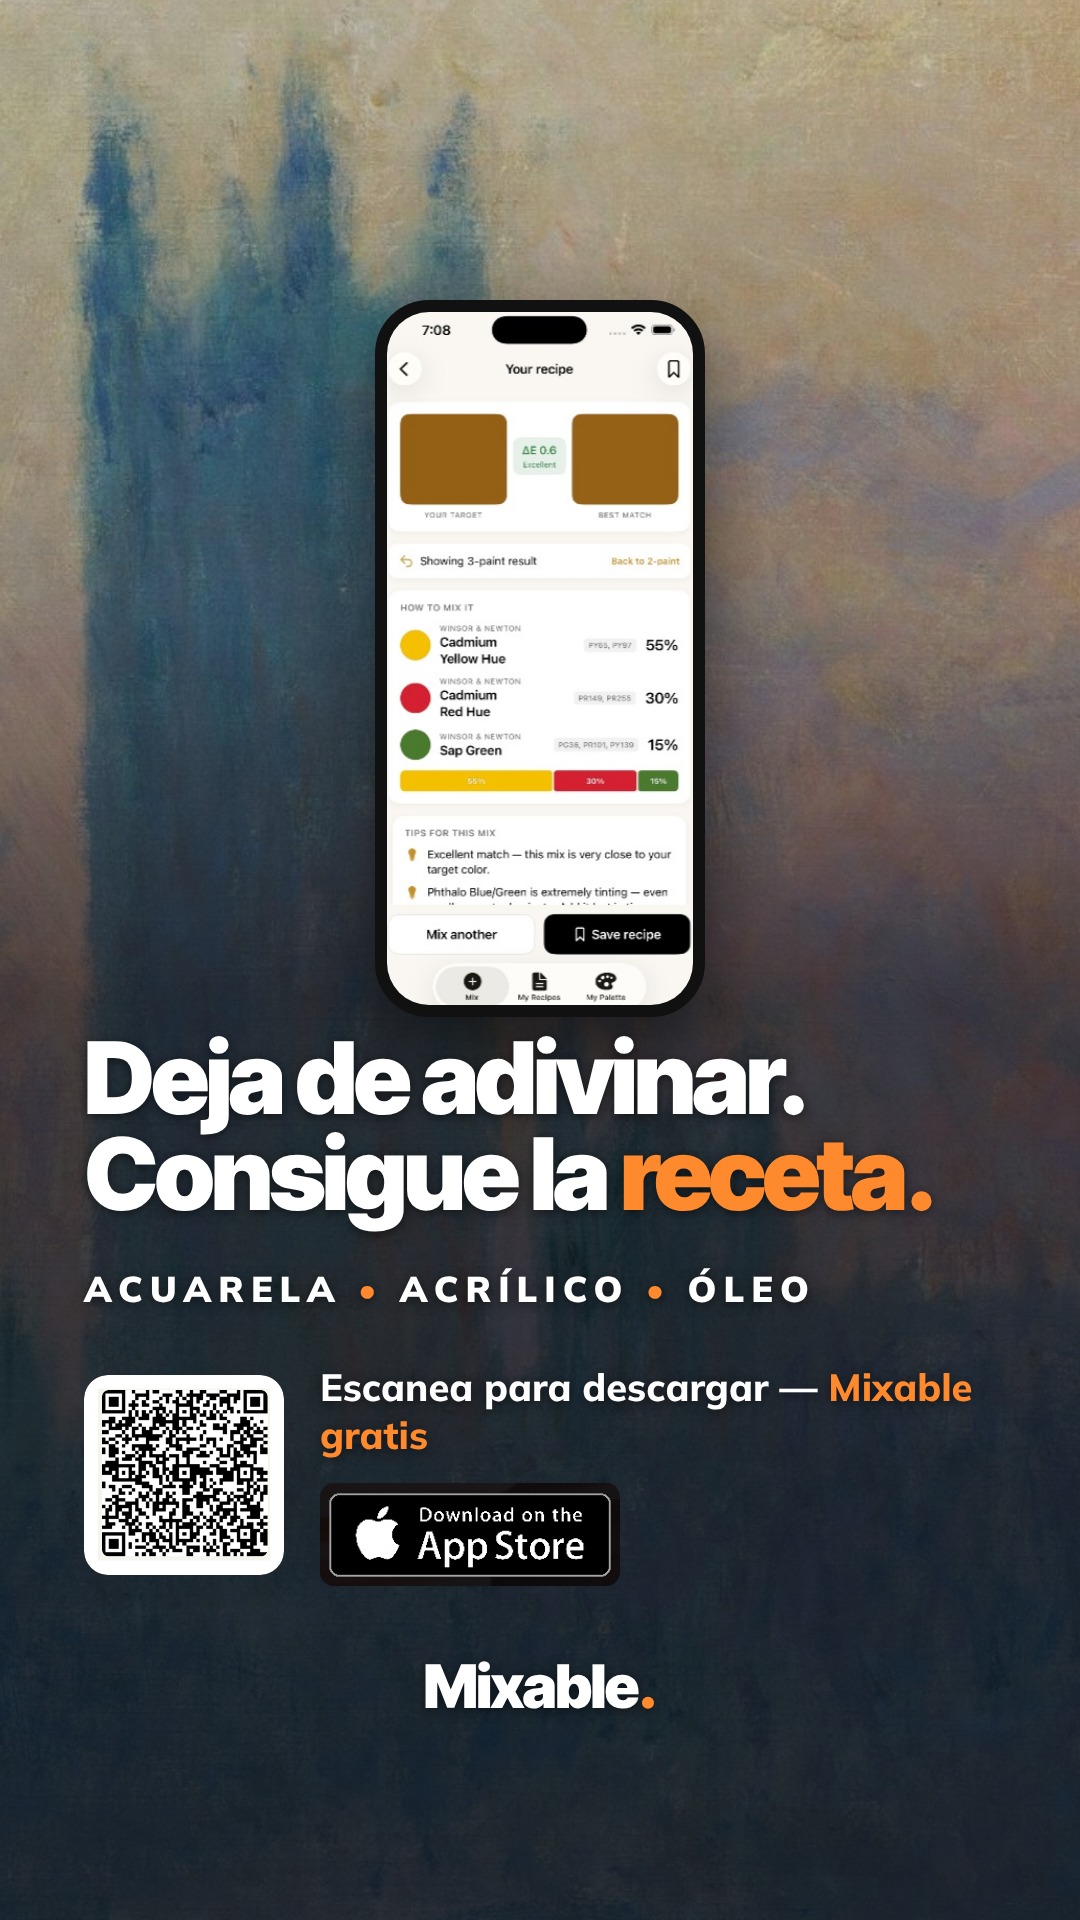 7:08
Your recipe
ΔE 0.6
Excellent
YOUR TARGET
BEST MATCH
Showing 3-paint result
Back to 2-paint
HOW TO MIX IT
WINSOR & NEWTON
Cadmium
Yellow Hue
PY65, PY97
55%
WINSOR & NEWTON
Cadmium
Red Hue
PR149, PR255
30%
WINSOR & NEWTON
Sap Green
PG36, PR101, PY139
15%
55%
30%
15%
TIPS FOR THIS MIX
Excellent match — this mix is very close to your
target color.
Phthalo Blue/Green is extremely tinting — even
Mix another
Save recipe
Mix
My Recipes
My Palette
Deja de adivinar.
Consigue la receta.
ACUARELA • ACRÍLICO • ÓLEO
Escanea para descargar — Mixable
gratis
Download on the
App Store
Mixable.